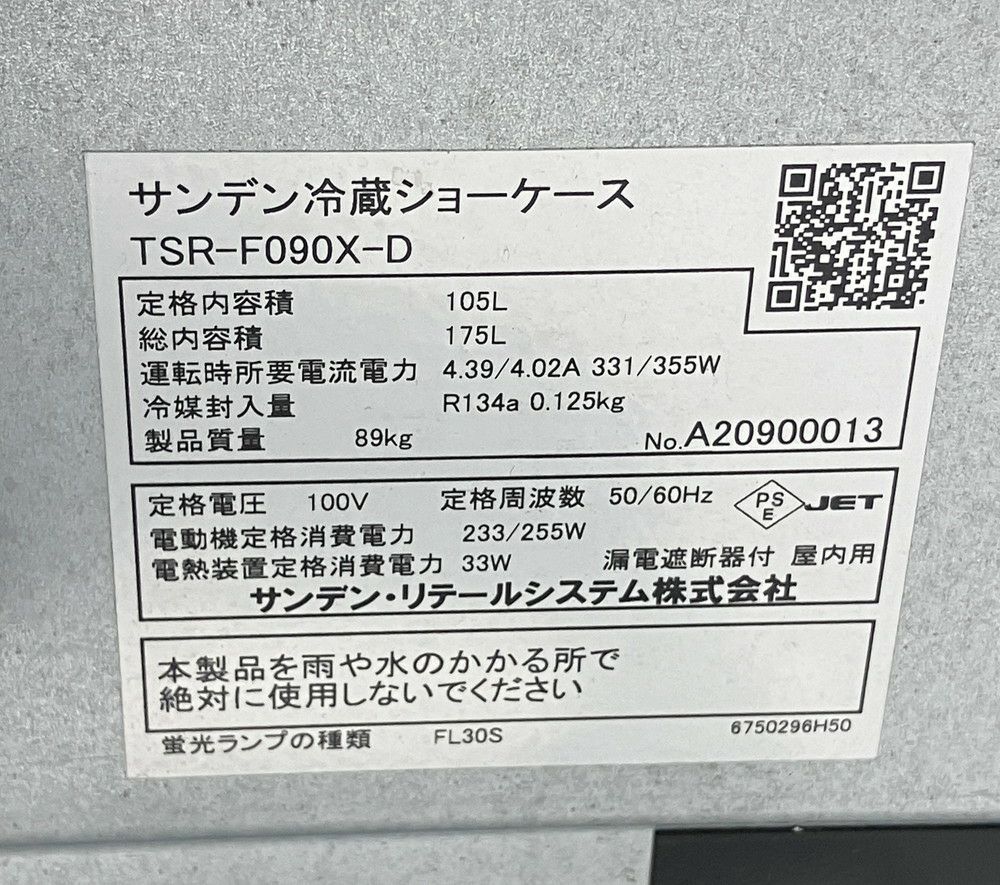 サンデン冷蔵ショーケース
TSR-F090X-D
定格内容積 105L
総内容積 175L
運転時所要電流電力 4.39/4.02A 331/355W
冷媒封入量 R134a 0.125kg
製品質量 89kg No.A20900013
定格電圧 100V 定格周波数 50/60Hz PSE JET
電動機定格消費電力 233/255W
電熱装置定格消費電力 33W 漏電遮断器付 屋内用
サンデン・リテールシステム株式会社
本製品を雨や水のかかる所で
絶対に使用しないでください
蛍光ランプの種類 FL30S 6750296H50